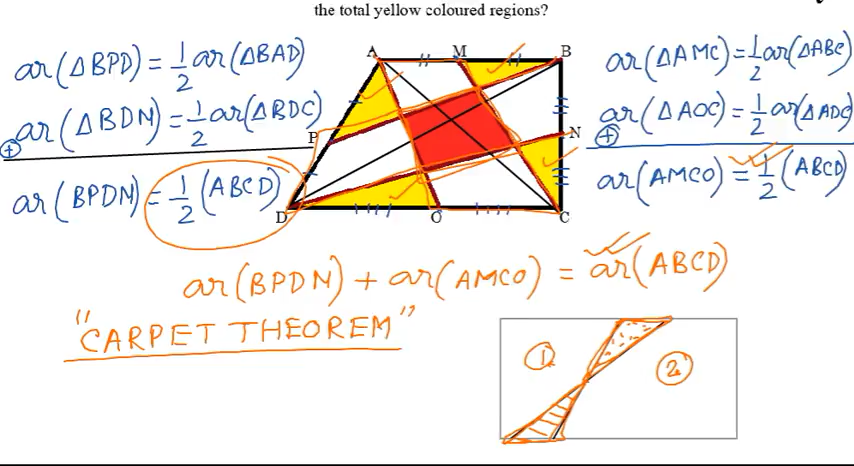 the total yellow coloured regions?
ar(ΔBPD) = 1/2 ar(ΔBAD)
ar(ΔBDN) = 1/2 ar(ΔBDC)
+
ar(BPDN) = 1/2 (ABCD)
A M B
P N
D O C
ar(ΔAMC) = 1/2 ar(ΔABC)
ar(ΔAOC) = 1/2 ar(ΔADC)
+
ar(AMCO) = 1/2 (ABCD)
ar(BPDN) + ar(AMCO) = ar(ABCD)
"CARPET THEOREM"
1 2